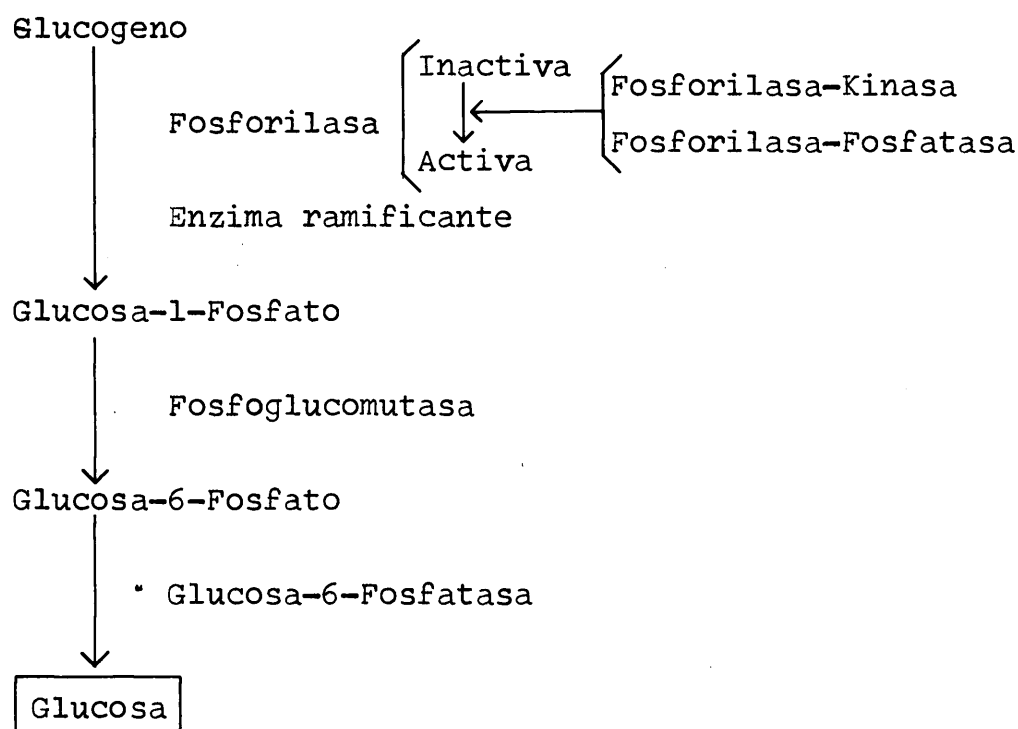 Glucogeno
Inactiva
Fosforilasa-Kinasa
Fosforilasa
Fosforilasa-Fosfatasa
Activa
Enzima ramificante
Glucosa-1-Fosfato
Fosfoglucomutasa
Glucosa-6-Fosfato
Glucosa-6-Fosfatasa
Glucosa